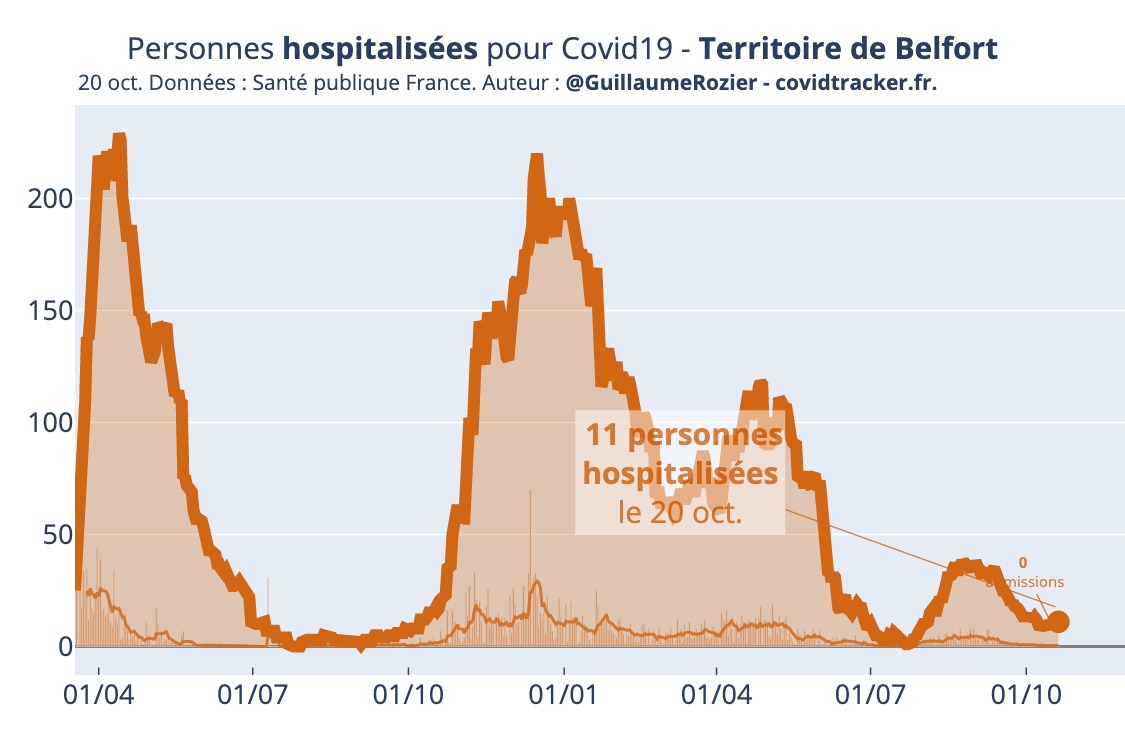 Personnes hospitalisées pour Covid19 - Territoire de Belfort
20 oct. Données : Santé publique France. Auteur : @GuillaumeRozier - covidtracker.fr.
200
150
100
50
0
11 personnes
hospitalisées
le 20 oct.
0
admissions
01/04
01/07
01/10
01/01
01/04
01/07
01/10